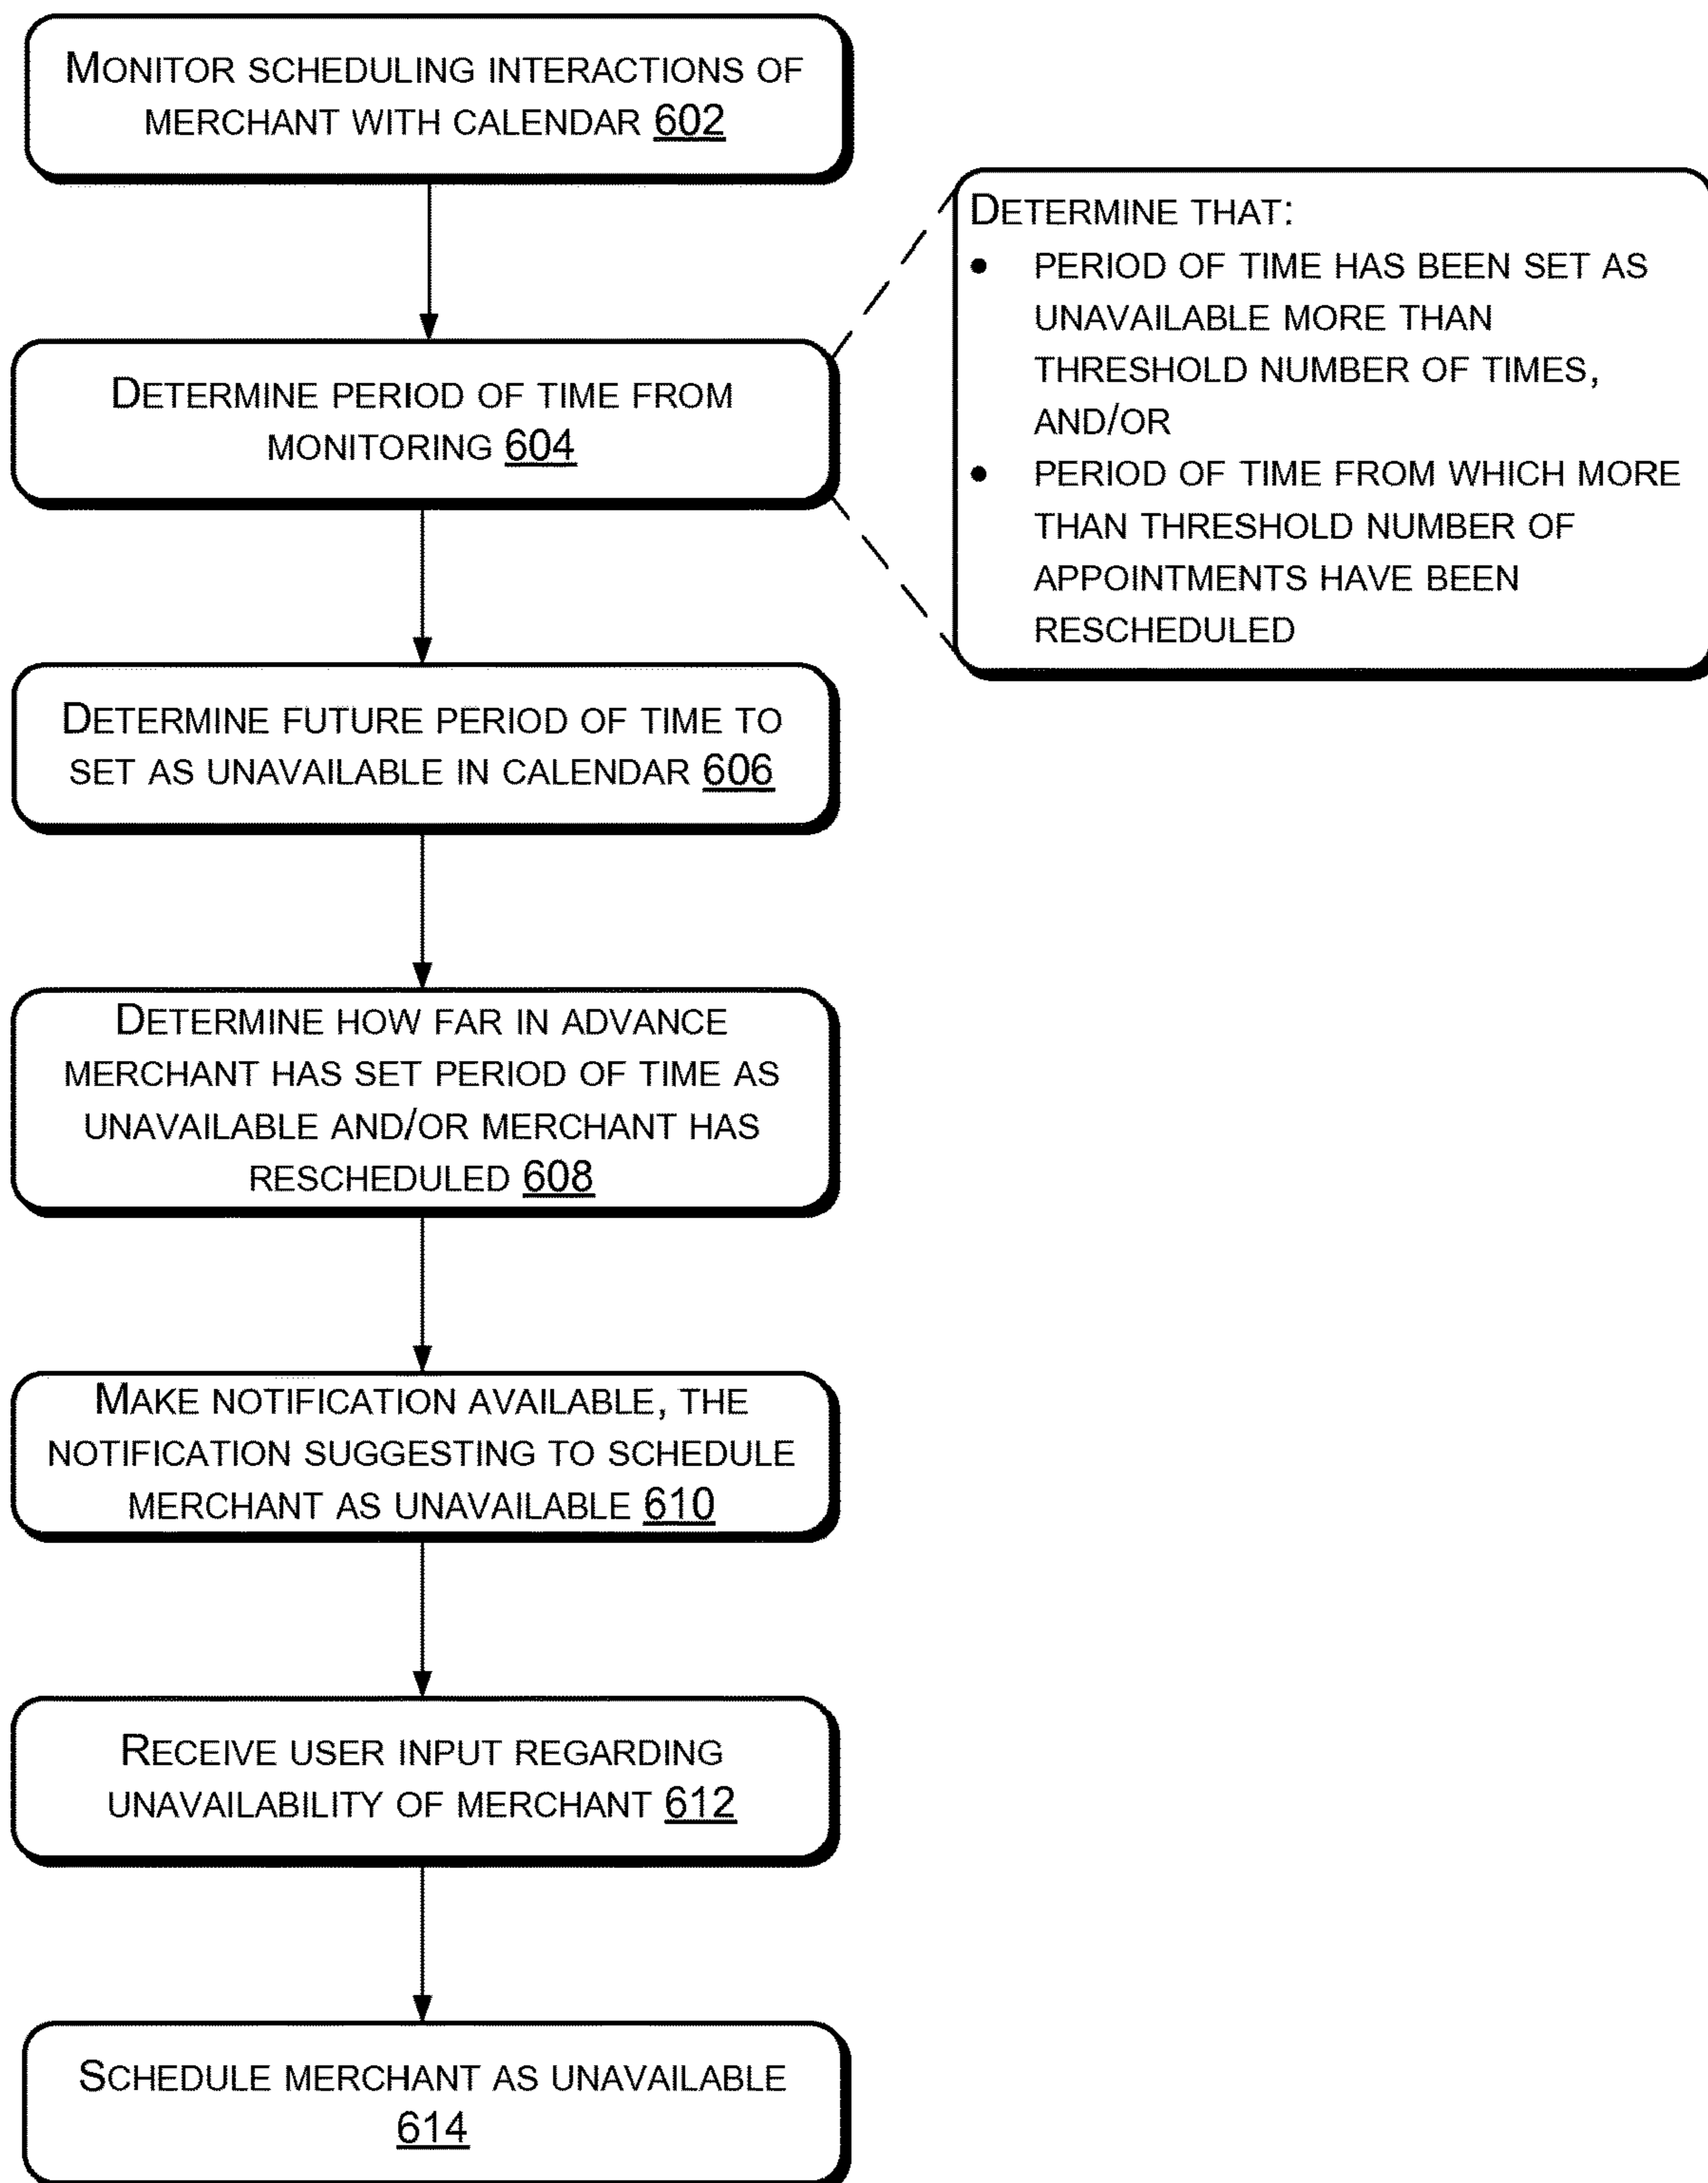 MONITOR SCHEDULING INTERACTIONS OF
MERCHANT WITH CALENDAR 602
DETERMINE PERIOD OF TIME FROM
MONITORING 604
DETERMINE THAT:
• PERIOD OF TIME HAS BEEN SET AS
UNAVAILABLE MORE THAN
THRESHOLD NUMBER OF TIMES,
AND/OR
• PERIOD OF TIME FROM WHICH MORE
THAN THRESHOLD NUMBER OF
APPOINTMENTS HAVE BEEN
RESCHEDULED
DETERMINE FUTURE PERIOD OF TIME TO
SET AS UNAVAILABLE IN CALENDAR 606
DETERMINE HOW FAR IN ADVANCE
MERCHANT HAS SET PERIOD OF TIME AS
UNAVAILABLE AND/OR MERCHANT HAS
RESCHEDULED 608
MAKE NOTIFICATION AVAILABLE, THE
NOTIFICATION SUGGESTING TO SCHEDULE
MERCHANT AS UNAVAILABLE 610
RECEIVE USER INPUT REGARDING
UNAVAILABILITY OF MERCHANT 612
SCHEDULE MERCHANT AS UNAVAILABLE
614